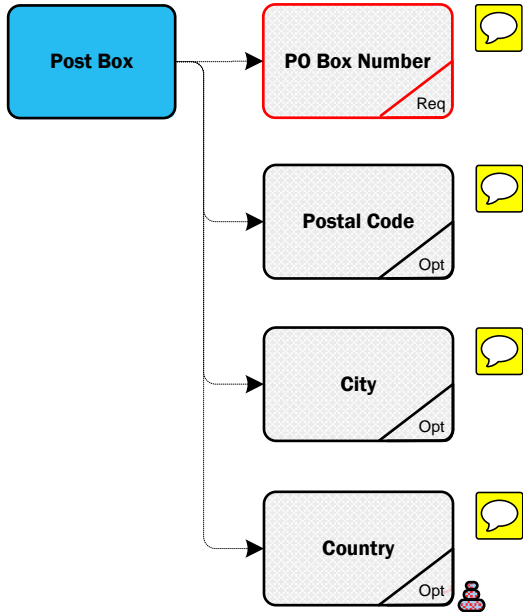 Post Box
PO Box Number
Req
Postal Code
Opt
City
Opt
Country
Opt